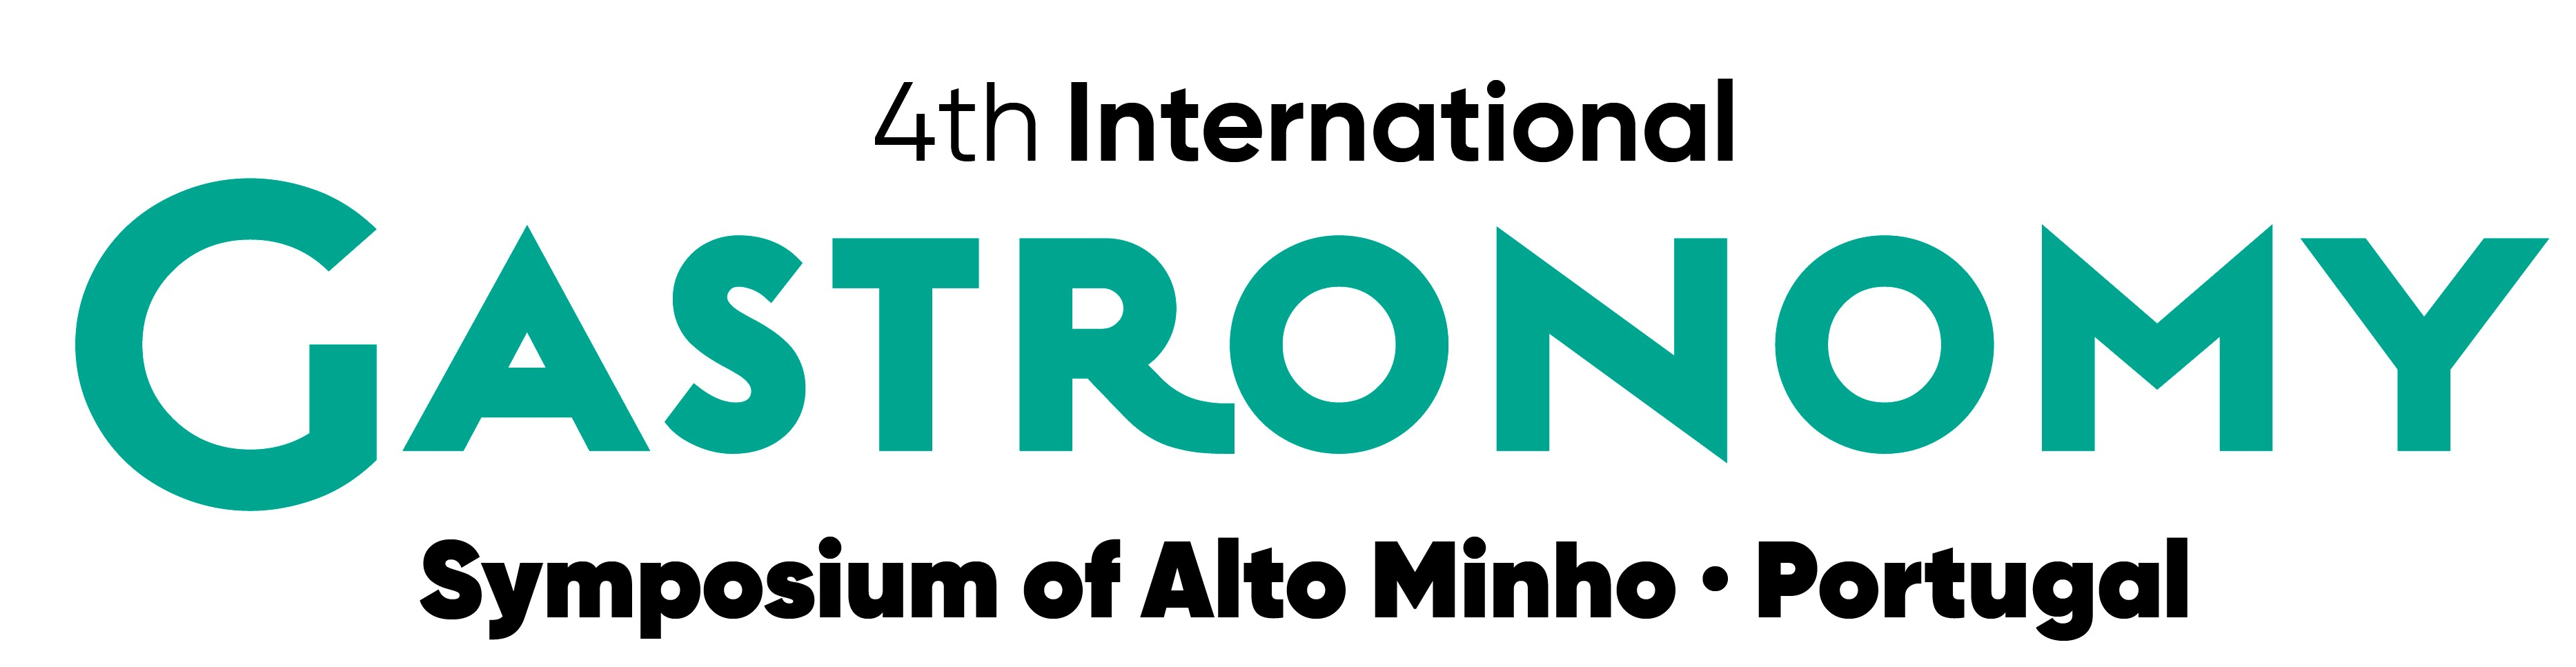 4th International
GASTRONOMY
Symposium of Alto Minho • Portugal